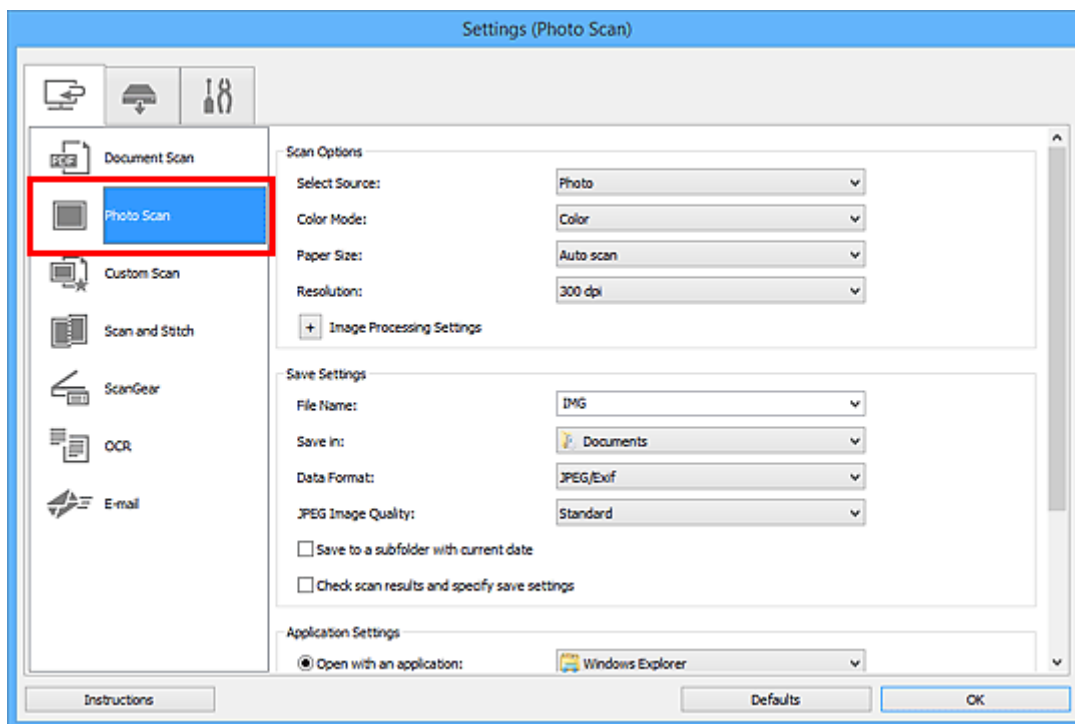 Settings (Photo Scan)
PDF
Document Scan
Photo Scan
Custom Scan
Scan and Stitch
ScanGear
OCR
E-mail
Scan Options
Select Source: Photo
Color Mode: Color
Paper Size: Auto scan
Resolution: 300 dpi
+ Image Processing Settings
Save Settings
File Name: IMG
Save in: Documents
Data Format: JPEG/Exif
JPEG Image Quality: Standard
Save to a subfolder with current date
Check scan results and specify save settings
Application Settings
Open with an application: Windows Explorer
Instructions Defaults OK